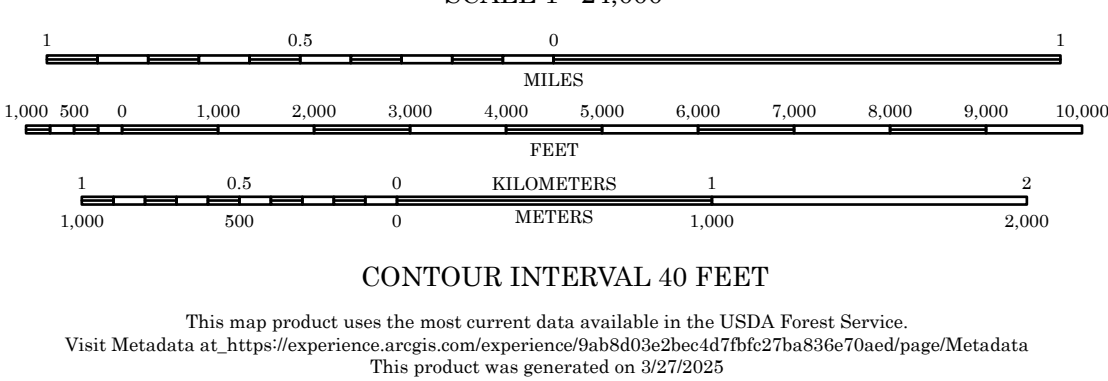 1 0.5 0 1
MILES
1,000 500 0 1,000 2,000 3,000 4,000 5,000 6,000 7,000 8,000 9,000 10,000
FEET
1 0.5 0 KILOMETERS 1 2
1,000 500 0 METERS 1,000 2,000
CONTOUR INTERVAL 40 FEET
This map product uses the most current data available in the USDA Forest Service.
Visit Metadata at_https://experience.arcgis.com/experience/9ab8d03e2bec4d7fbfc27ba836e70aed/page/Metadata
This product was generated on 3/27/2025